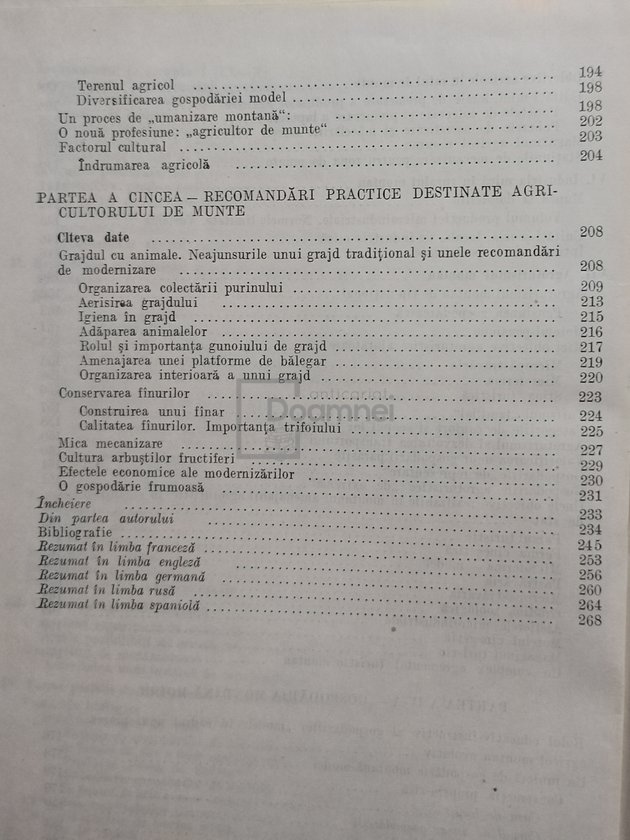 Terenul agricol ........ 194
Diversificarea gospodăriei model ........ 198
Un proces de „umanizare montană“: ........ 198
O nouă profesiune: „agricultor de munte“ ........ 202
Factorul cultural ........ 203
Îndrumarea agricolă ........ 204
PARTEA A CINCEA — RECOMANDĂRI PRACTICE DESTINATE AGRI-
CULTORULUI DE MUNTE
Cîteva date ........ 208
Grajdul cu animale. Neajunsurile unui grajd tradițional și unele recomandări
de modernizare ........ 208
Organizarea colectării purinului ........ 209
Aerisirea grajdului ........ 213
Igiena în grajd ........ 215
Adăparea animalelor ........ 216
Rolul și importanța gunoiului de grajd ........ 217
Amenajarea unei platforme de bălegar ........ 219
Organizarea interioară a unui grajd ........ 220
Conservarea finurilor ........ 223
Construirea unui finar ........ 224
Calitatea finurilor. Importanța trifoiului ........ 225
Mica mecanizare ........ 227
Cultura arbuștilor fructiferi ........ 229
Efectele economice ale modernizărilor ........ 230
O gospodărie frumoasă ........ 231
Încheiere ........ 233
Din partea autorului ........ 234
Bibliografie ........ 245
Rezumat în limba franceză ........ 253
Rezumat în limba engleză ........ 256
Rezumat în limba germană ........ 260
Rezumat în limba rusă ........ 264
Rezumat în limba spaniolă ........ 268
anticariat
Doamnei